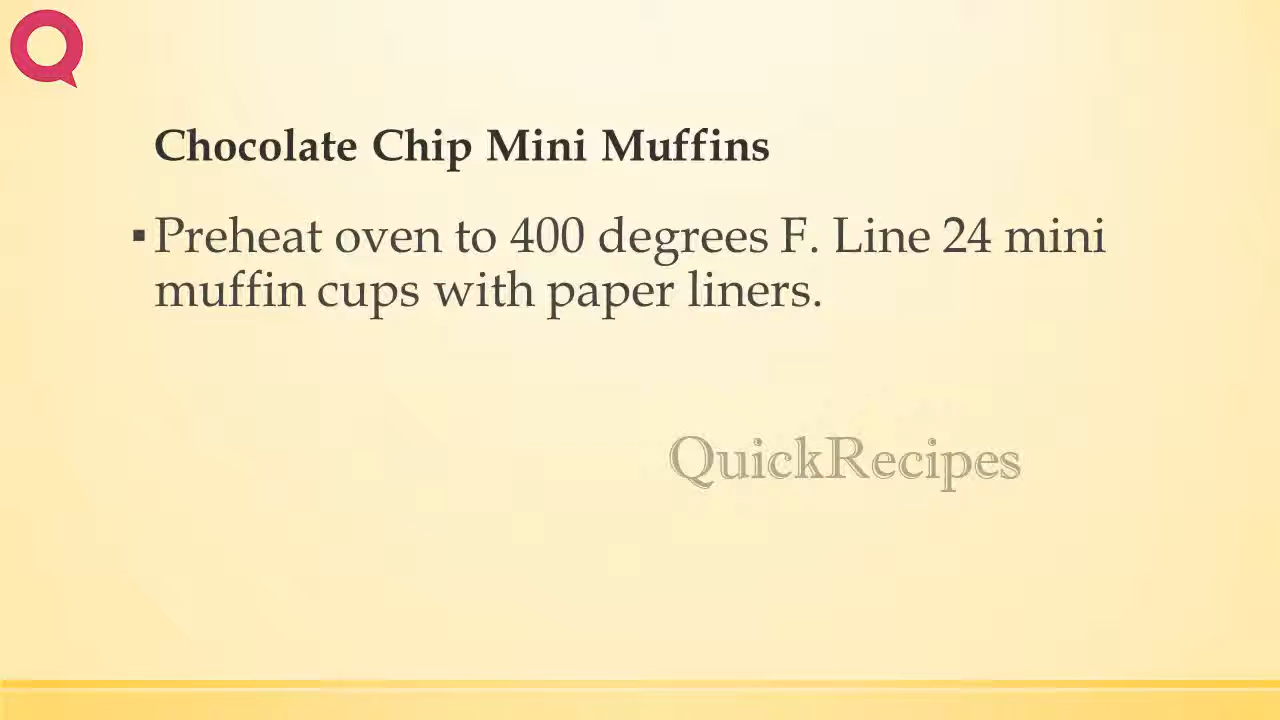 Chocolate Chip Mini Muffins
▪Preheat oven to 400 degrees F. Line 24 mini
muffin cups with paper liners.
QuickRecipes